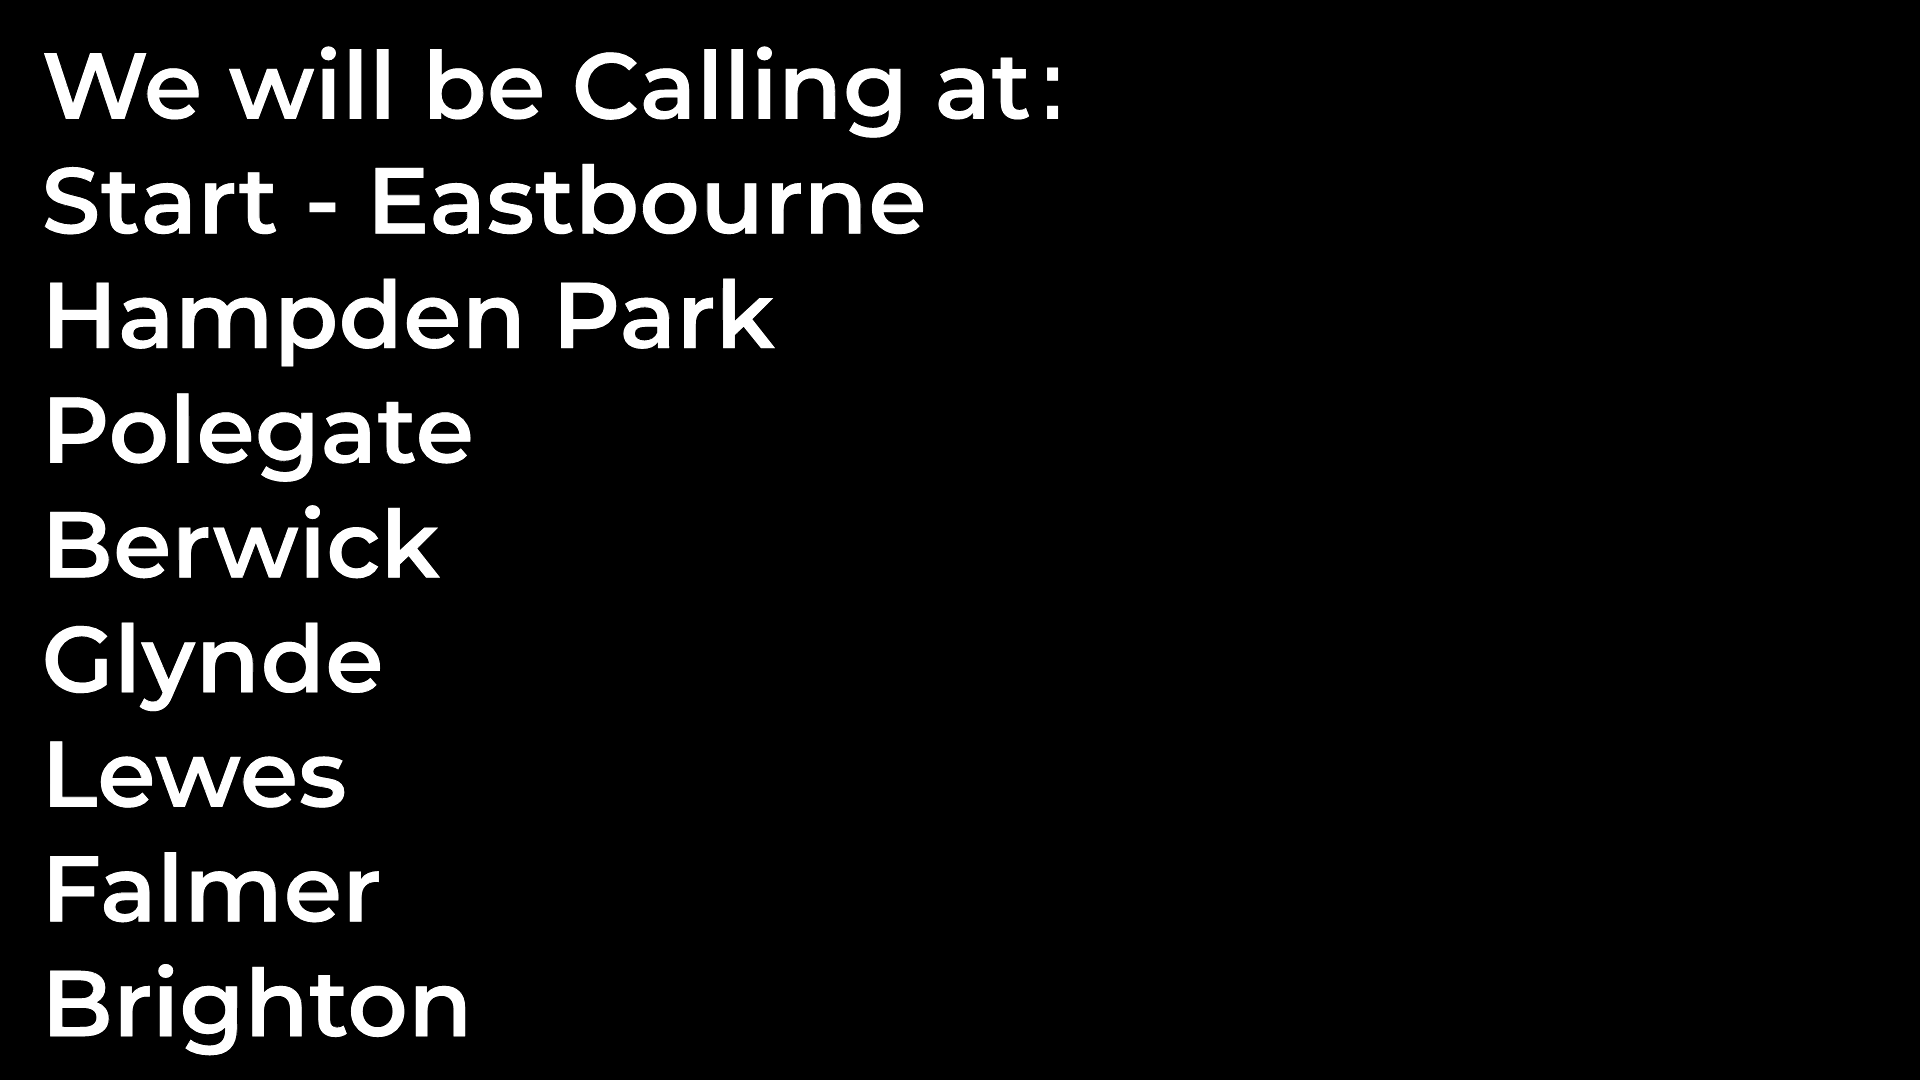 We will be Calling at:
Start - Eastbourne
Hampden Park
Polegate
Berwick
Glynde
Lewes
Falmer
Brighton